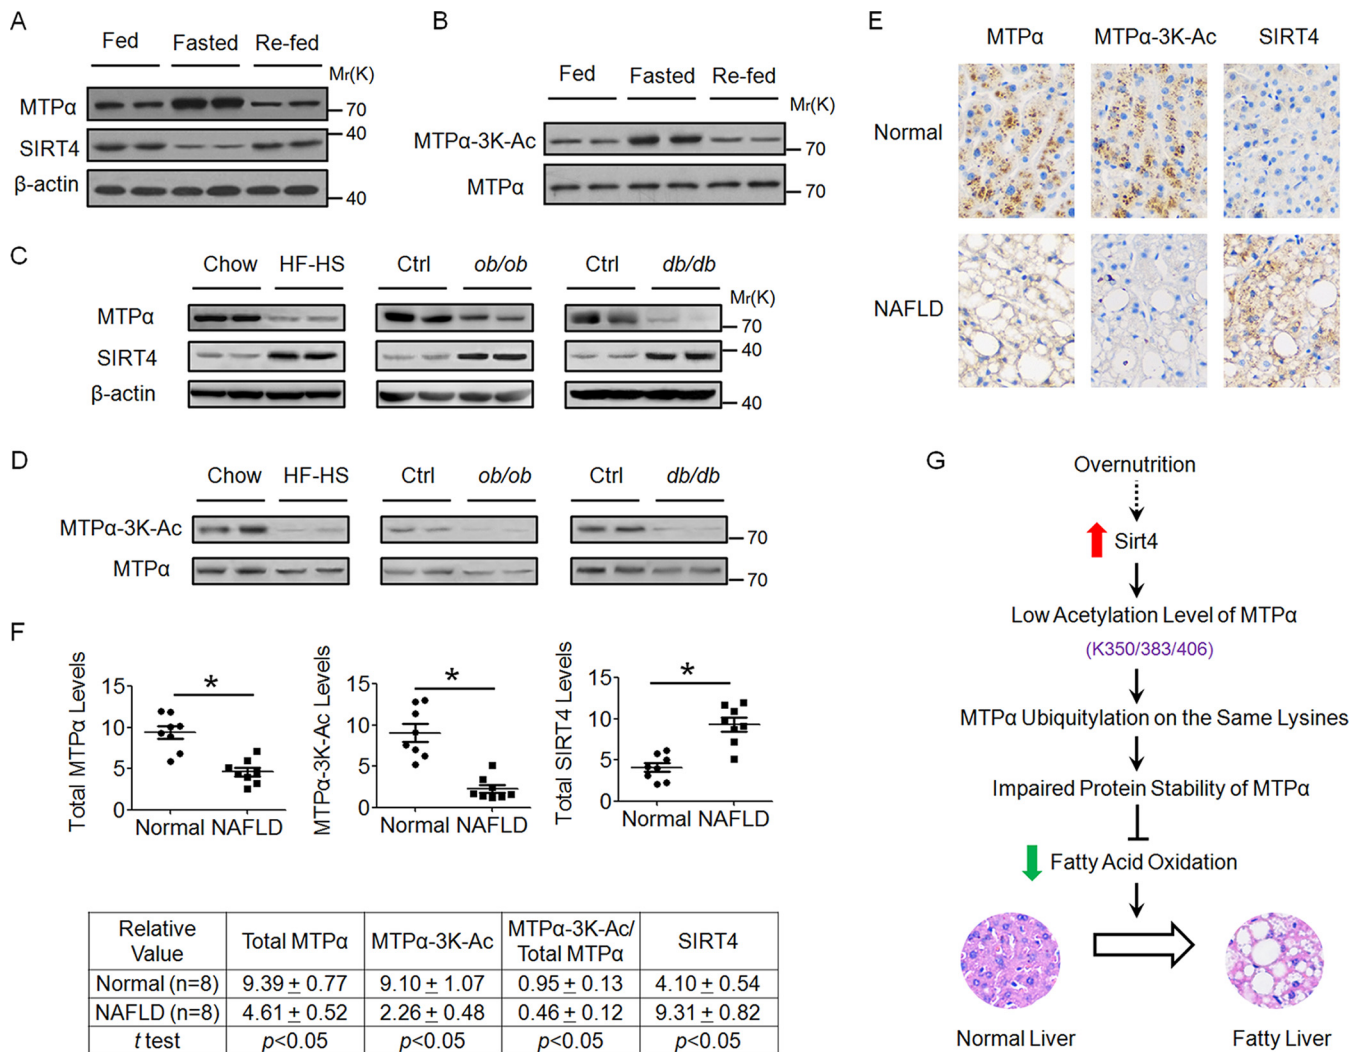 A
Fed Fasted Re-fed
Mr(K)
MTPα
70
40
SIRT4
β-actin
40
B
Fed Fasted Re-fed
Mr(K)
MTPα-3K-Ac
70
MTPα
70
C
Chow HF-HS Ctrl ob/ob Ctrl db/db
Mr(K)
MTPα
70
SIRT4
40
β-actin
40
D
Chow HF-HS Ctrl ob/ob Ctrl db/db
MTPα-3K-Ac
70
MTPα
70
E
MTPα MTPα-3K-Ac SIRT4
Normal
NAFLD
F
Total MTPα Levels
15
10
5
0
*
Normal NAFLD
MTPα-3K-Ac Levels
15
10
5
0
*
Normal NAFLD
Total SIRT4 Levels
15
10
5
0
*
Normal NAFLD
Relative Value Total MTPα MTPα-3K-Ac MTPα-3K-Ac/ Total MTPα SIRT4
Normal (n=8) 9.39 ± 0.77 9.10 ± 1.07 0.95 ± 0.13 4.10 ± 0.54
NAFLD (n=8) 4.61 ± 0.52 2.26 ± 0.48 0.46 ± 0.12 9.31 ± 0.82
t test p<0.05 p<0.05 p<0.05 p<0.05
G
Overnutrition
Sirt4
Low Acetylation Level of MTPα
(K350/383/406)
MTPα Ubiquitylation on the Same Lysines
Impaired Protein Stability of MTPα
Fatty Acid Oxidation
Normal Liver Fatty Liver